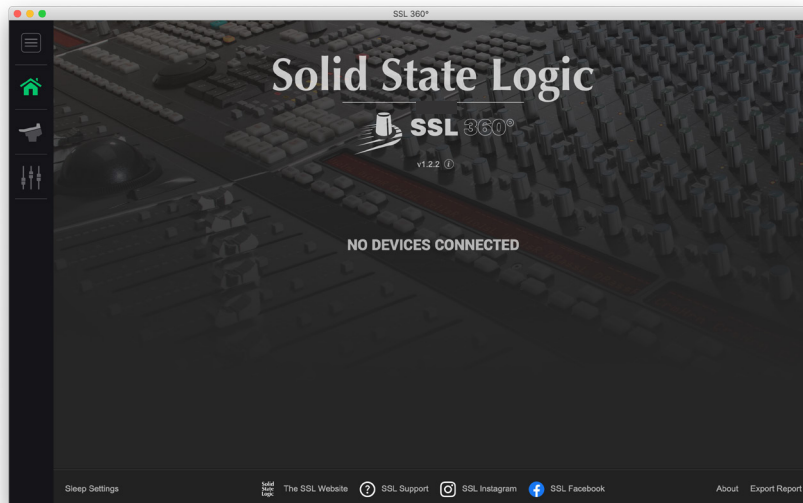 SSL 360°
Solid State Logic
SSL 360°
v1.2.2 i
NO DEVICES CONNECTED
Sleep Settings
Solid State Logic
The SSL Website
? SSL Support
SSL Instagram
f SSL Facebook
About
Export Report